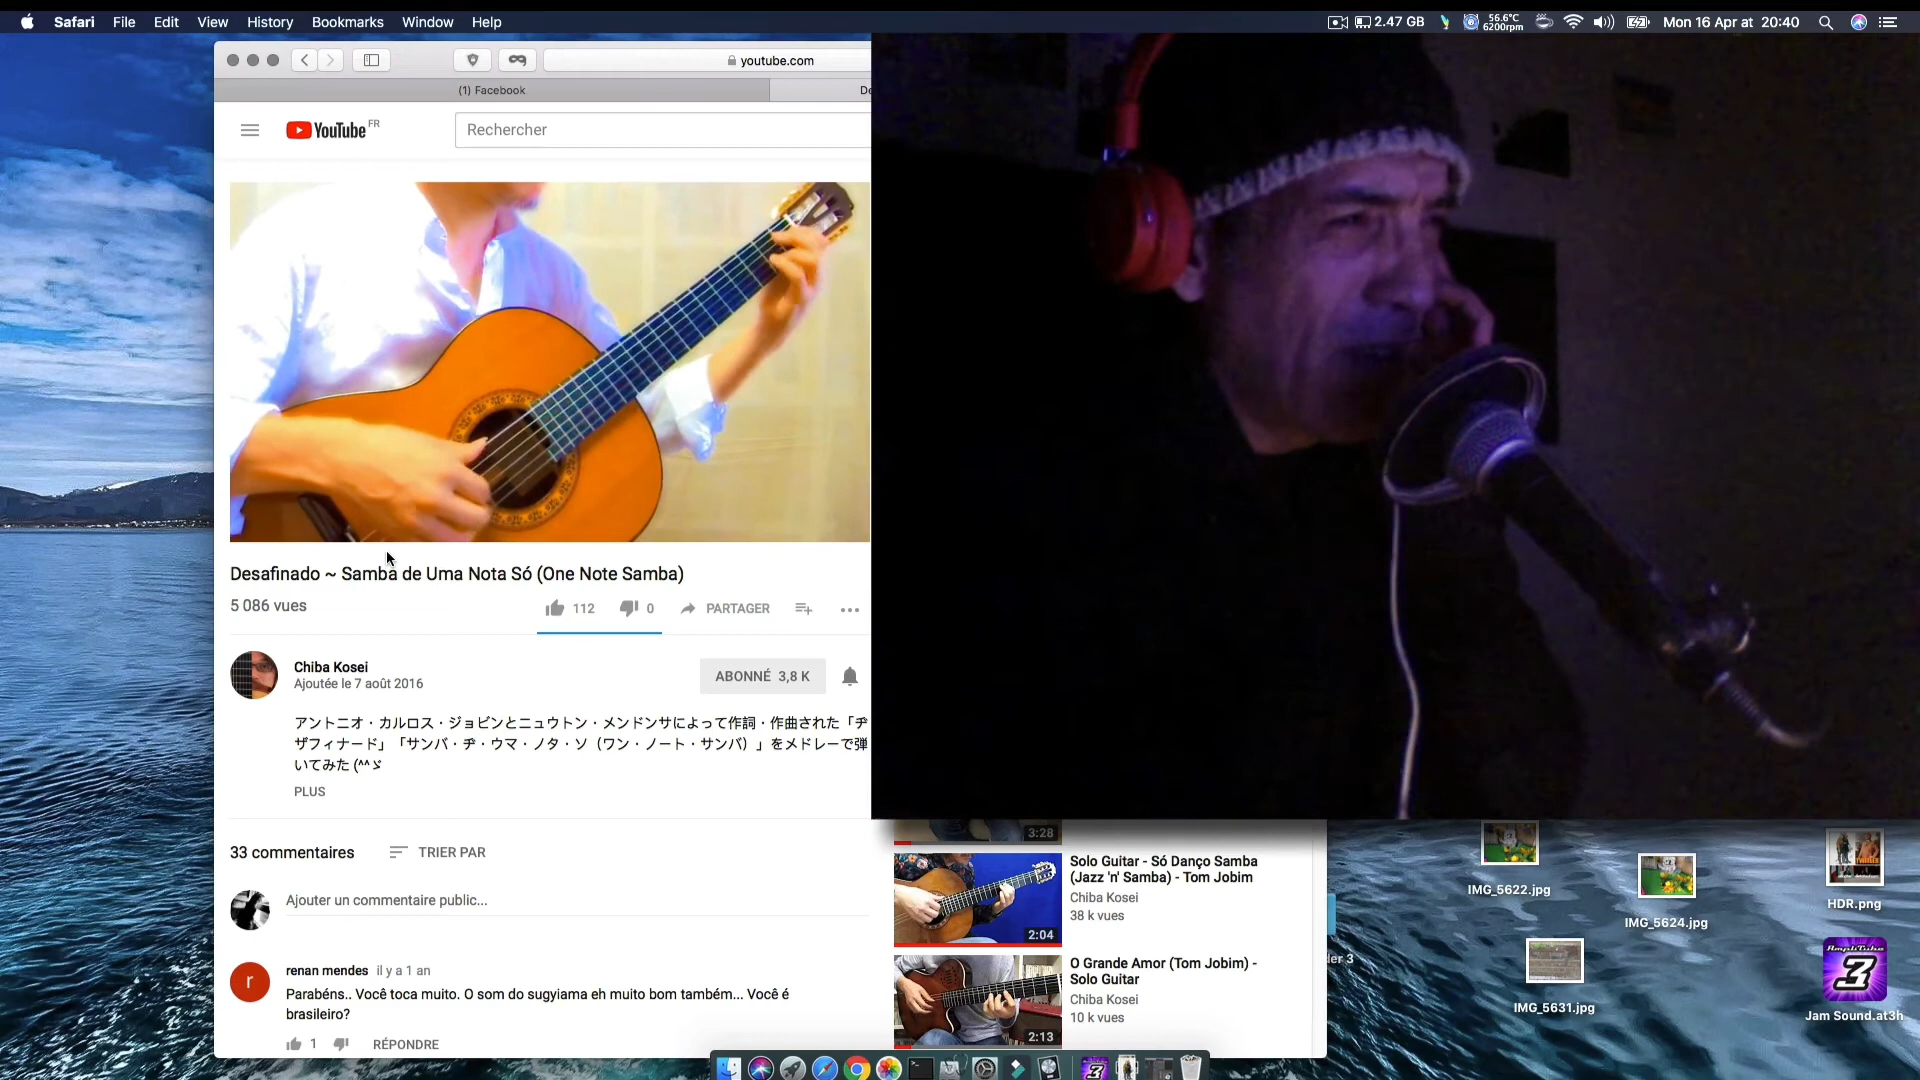 Safari File Edit View History Bookmarks Window Help
2.47 GB
56.6°C
6200rpm
Mon 16 Apr at 20:40
youtube.com
(1) Facebook
De
YouTube FR
Rechercher
Desafinado ~ Samba de Uma Nota Só (One Note Samba)
5 086 vues
112
0
PARTAGER
Chiba Kosei
Ajoutée le 7 août 2016
ABONNÉ 3,8 K
アントニオ・カルロス・ジョビンとニュウトン・メンドンサによって作詞・作曲された「ヂ
ザフィナード」「サンバ・ヂ・ウマ・ノタ・ソ（ワン・ノート・サンバ）」をメドレーで弾
いてみた (^^ゞ
PLUS
33 commentaires
TRIER PAR
Ajouter un commentaire public...
renan mendes il y a 1 an
Parabéns.. Você toca muito. O som do sugyiama eh muito bom também... Você é
brasileiro?
1
RÉPONDRE
3:28
Solo Guitar - Só Danço Samba
(Jazz 'n' Samba) - Tom Jobim
Chiba Kosei
38 k vues
2:04
O Grande Amor (Tom Jobim) -
Solo Guitar
Chiba Kosei
10 k vues
2:13
der 3
IMG_5622.jpg
IMG_5624.jpg
IMG_5631.jpg
HDR.png
AmpliTube
3
Jam Sound.at3h